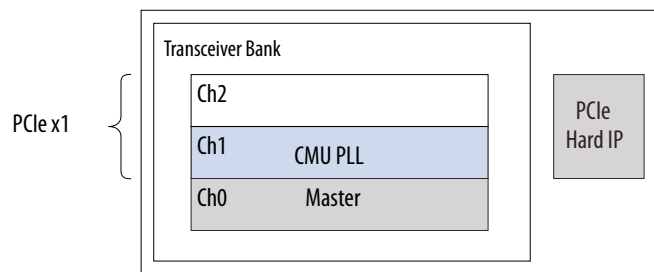 Transceiver Bank
Ch2
PCIe x1
PCIe
Hard IP
Ch1 CMU PLL
Ch0 Master